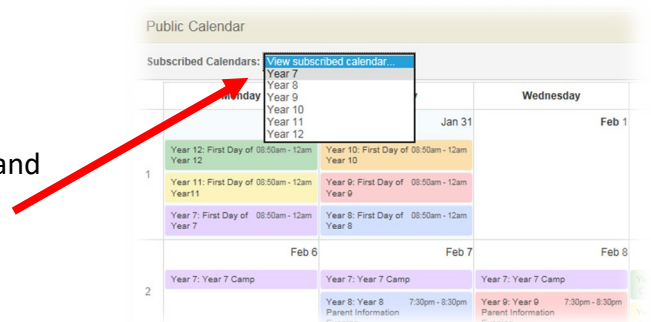 Public Calendar
Subscribed Calendars: View subscribed calendar...
Year 7
Year 8
Year 9
Year 10
Year 11
Year 12
Monday Wednesday
Jan 31 Feb 1
and
1
Year 12: First Day of 08:50am - 12am
Year 12
Year 10: First Day of 08:50am - 12am
Year 10
Year 11: First Day of 08:50am - 12am
Year11
Year 9: First Day of 08:50am - 12am
Year 9
Year 7: First Day of 08:50am - 12am
Year 7
Year 8: First Day of 08:50am - 12am
Year 8
Feb 6 Feb 7 Feb 8
2
Year 7: Year 7 Camp
Year 7: Year 7 Camp
Year 7: Year 7 Camp
Year 8: Year 8 7:30pm - 8:30pm
Parent Information
Year 9: Year 9 7:30pm - 8:30pm
Parent Information